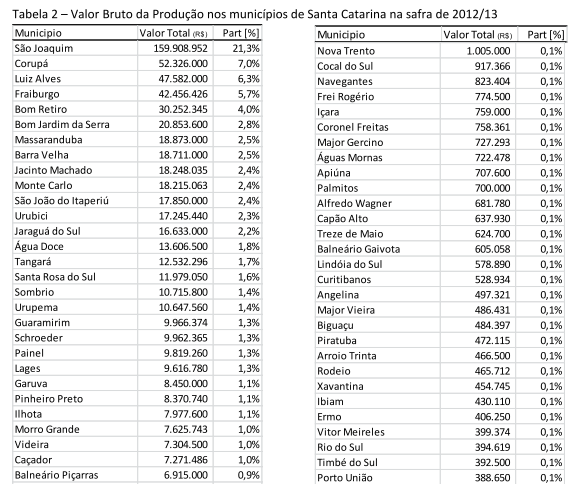 Tabela 2 – Valor Bruto da Produção nos municípios de Santa Catarina na safra de 2012/13
Municipio Valor Total (R$) Part [%]
São Joaquim 159.908.952 21,3%
Corupá 52.326.000 7,0%
Luiz Alves 47.582.000 6,3%
Fraiburgo 42.456.426 5,7%
Bom Retiro 30.252.345 4,0%
Bom Jardim da Serra 20.853.600 2,8%
Massaranduba 18.873.000 2,5%
Barra Velha 18.711.000 2,5%
Jacinto Machado 18.248.035 2,4%
Monte Carlo 18.215.063 2,4%
São João do Itaperiú 17.850.000 2,4%
Urubici 17.245.440 2,3%
Jaraguá do Sul 16.633.000 2,2%
Água Doce 13.606.500 1,8%
Tangará 12.532.296 1,7%
Santa Rosa do Sul 11.979.050 1,6%
Sombrio 10.715.800 1,4%
Urupema 10.647.560 1,4%
Guaramirim 9.966.374 1,3%
Schroeder 9.962.365 1,3%
Painel 9.819.260 1,3%
Lages 9.616.780 1,3%
Garuva 8.450.000 1,1%
Pinheiro Preto 8.370.740 1,1%
Ilhota 7.977.600 1,1%
Morro Grande 7.625.743 1,0%
Videira 7.304.500 1,0%
Caçador 7.271.486 1,0%
Balneário Piçarras 6.915.000 0,9%
Municipio Valor Total (R$) Part [%]
Nova Trento 1.005.000 0,1%
Cocal do Sul 917.366 0,1%
Navegantes 823.404 0,1%
Frei Rogério 774.500 0,1%
Içara 759.000 0,1%
Coronel Freitas 758.361 0,1%
Major Gercino 727.293 0,1%
Águas Mornas 722.478 0,1%
Apiúna 707.600 0,1%
Palmitos 700.000 0,1%
Alfredo Wagner 681.780 0,1%
Capão Alto 637.930 0,1%
Treze de Maio 624.700 0,1%
Balneário Gaivota 605.058 0,1%
Lindóia do Sul 578.890 0,1%
Curitibanos 528.934 0,1%
Angelina 497.321 0,1%
Major Vieira 486.431 0,1%
Biguaçu 484.397 0,1%
Piratuba 472.115 0,1%
Arroio Trinta 466.500 0,1%
Rodeio 465.712 0,1%
Xavantina 454.745 0,1%
Ibiam 430.110 0,1%
Ermo 406.250 0,1%
Vitor Meireles 399.374 0,1%
Rio do Sul 394.619 0,1%
Timbé do Sul 392.500 0,1%
Porto União 388.650 0,1%